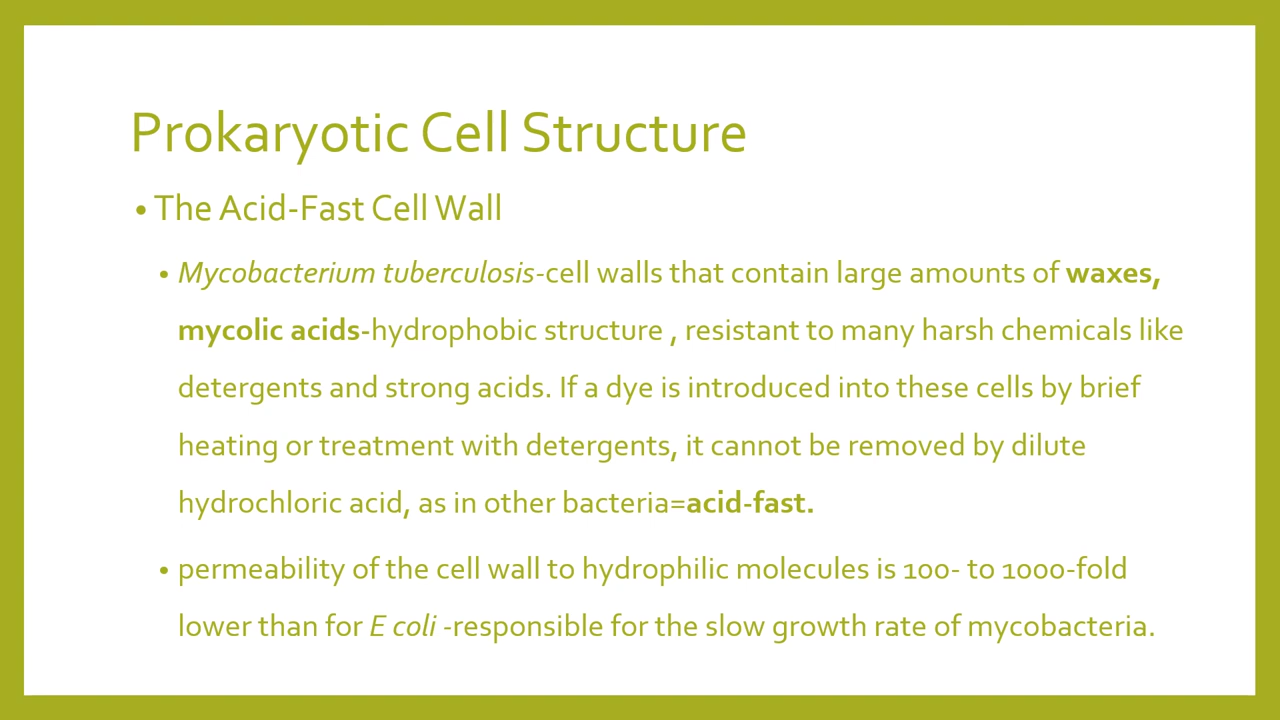 Prokaryotic Cell Structure
• The Acid-Fast Cell Wall
• Mycobacterium tuberculosis-cell walls that contain large amounts of waxes,
mycolic acids-hydrophobic structure , resistant to many harsh chemicals like
detergents and strong acids. If a dye is introduced into these cells by brief
heating or treatment with detergents, it cannot be removed by dilute
hydrochloric acid, as in other bacteria=acid-fast.
• permeability of the cell wall to hydrophilic molecules is 100- to 1000-fold
lower than for E coli -responsible for the slow growth rate of mycobacteria.